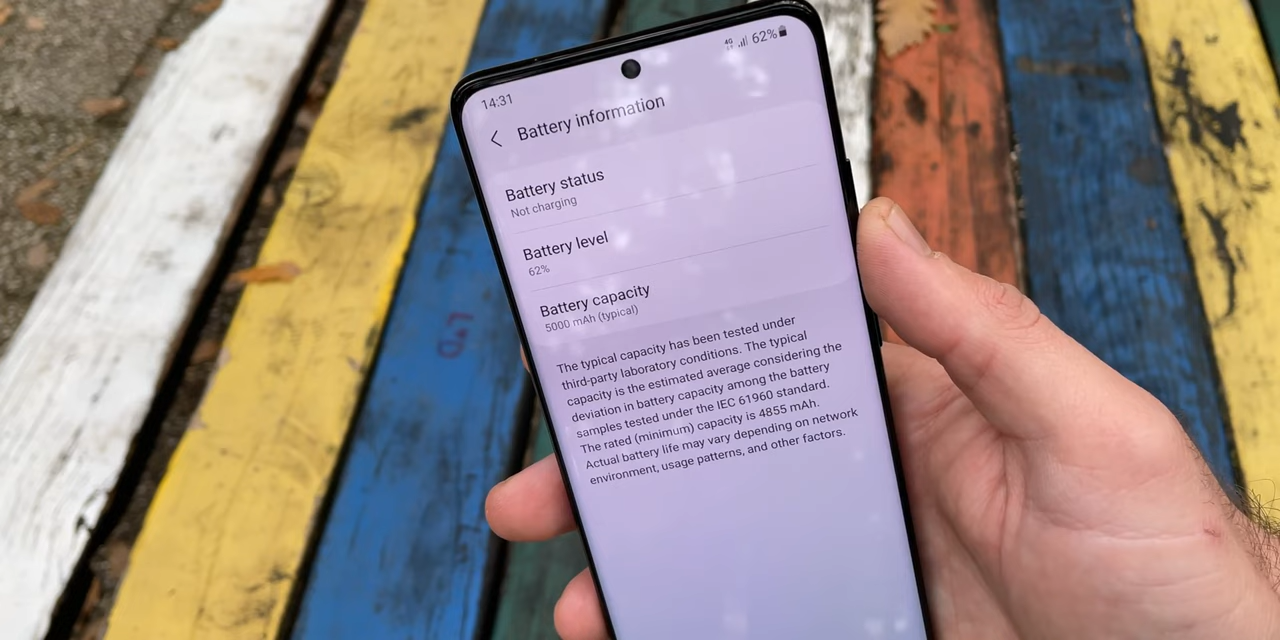 14:31
4G 62%
Battery information
Battery status
Not charging
Battery level
62%
Battery capacity
5000 mAh (typical)
The typical capacity has been tested under
third-party laboratory conditions. The typical
capacity is the estimated average considering the
deviation in battery capacity among the battery
samples tested under the IEC 61960 standard.
The rated (minimum) capacity is 4855 mAh.
Actual battery life may vary depending on network
environment, usage patterns, and other factors.